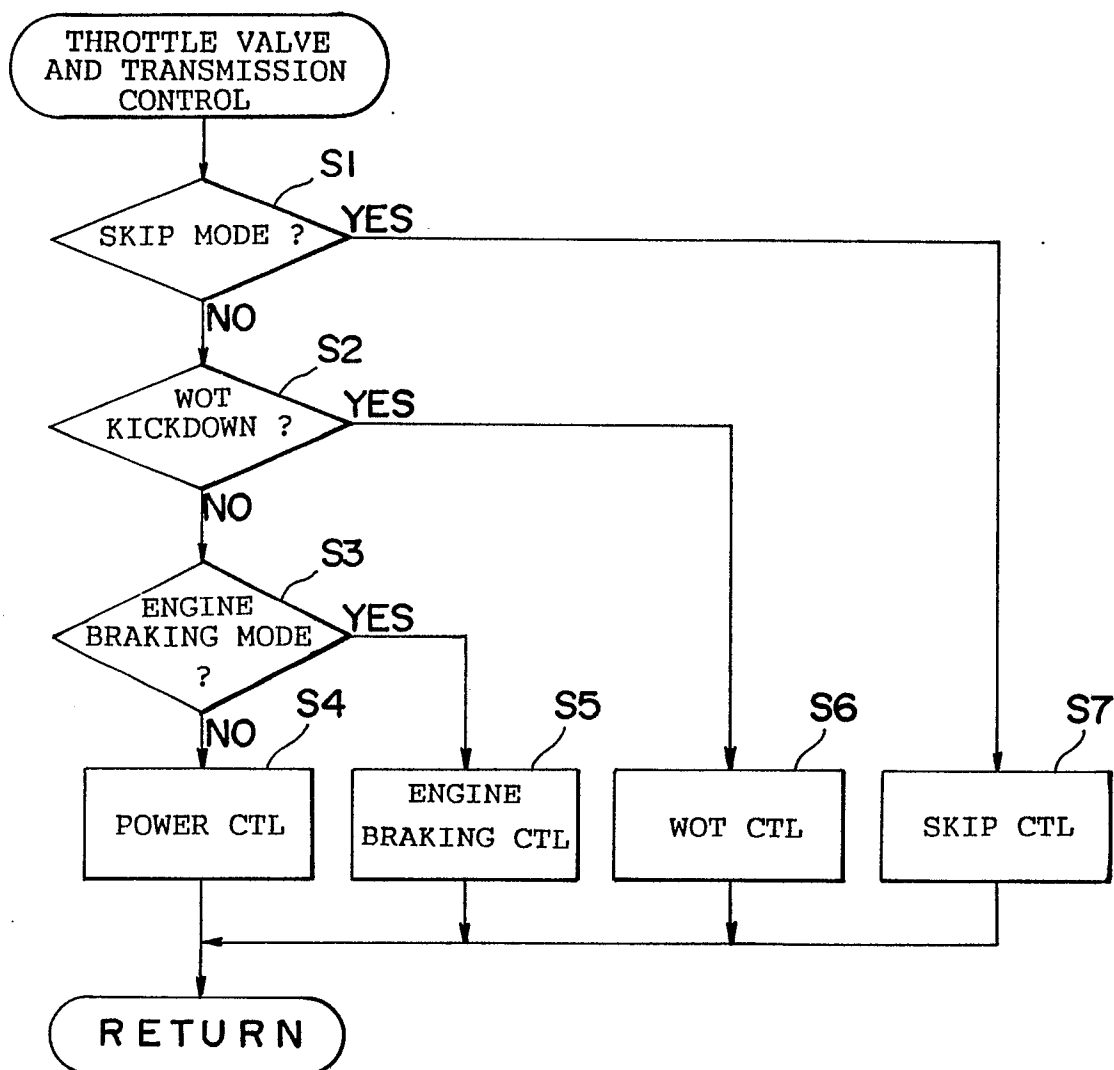 THROTTLE VALVE
AND TRANSMISSION
CONTROL
S1
SKIP MODE ?
YES
NO
S2
WOT
KICKDOWN ?
YES
NO
S3
ENGINE
BRAKING MODE
?
YES
NO
S4
S5
S6
S7
POWER CTL
ENGINE
BRAKING CTL
WOT CTL
SKIP CTL
RETURN